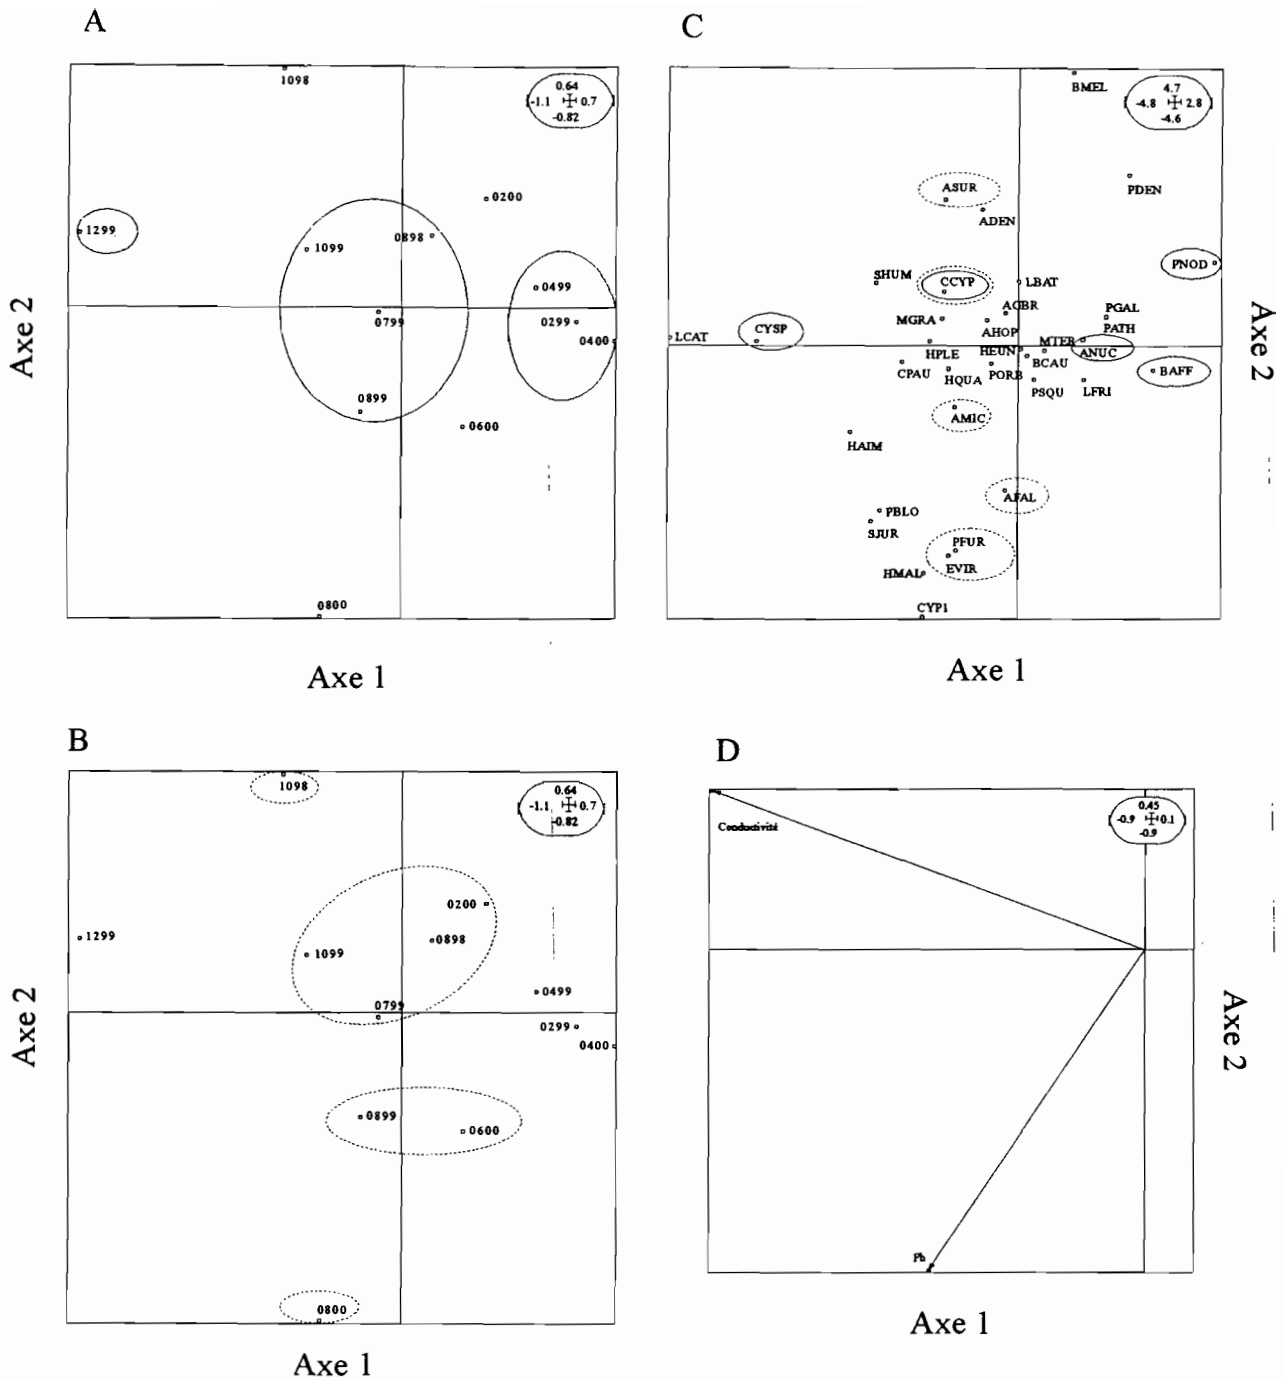 A
1098
0.64
-1.1 0.7
-0.82
0200
1299
1099
0898
0499
0799
0299
0400
0899
0600
0800
Axe 2
Axe 1
C
BMEL
4.7
-4.8 2.8
-4.6
ASUR
PDEN
ADEN
PNOD
SHUM
CCYP
LBAT
MGRA
ACBR
PGAL
AHOP
PATH
LCAT
CYSP
HPLE
HEUN
MTER
ANUC
CPAU
HQUA
PORB
BCAU
BAFF
PSQU
LFRI
AMIC
HAIM
AFAL
PBLO
SJUR
PFUR
EVIR
HMAL
CYP1
Axe 2
Axe 1
B
1098
0.64
-1.1 0.7
-0.82
0200
1299
0898
1099
0499
0799
0299
0400
0899
0600
0800
Axe 2
Axe 1
D
Conductivité
0.45
-0.9 0.1
-0.9
Ph
Axe 2
Axe 1